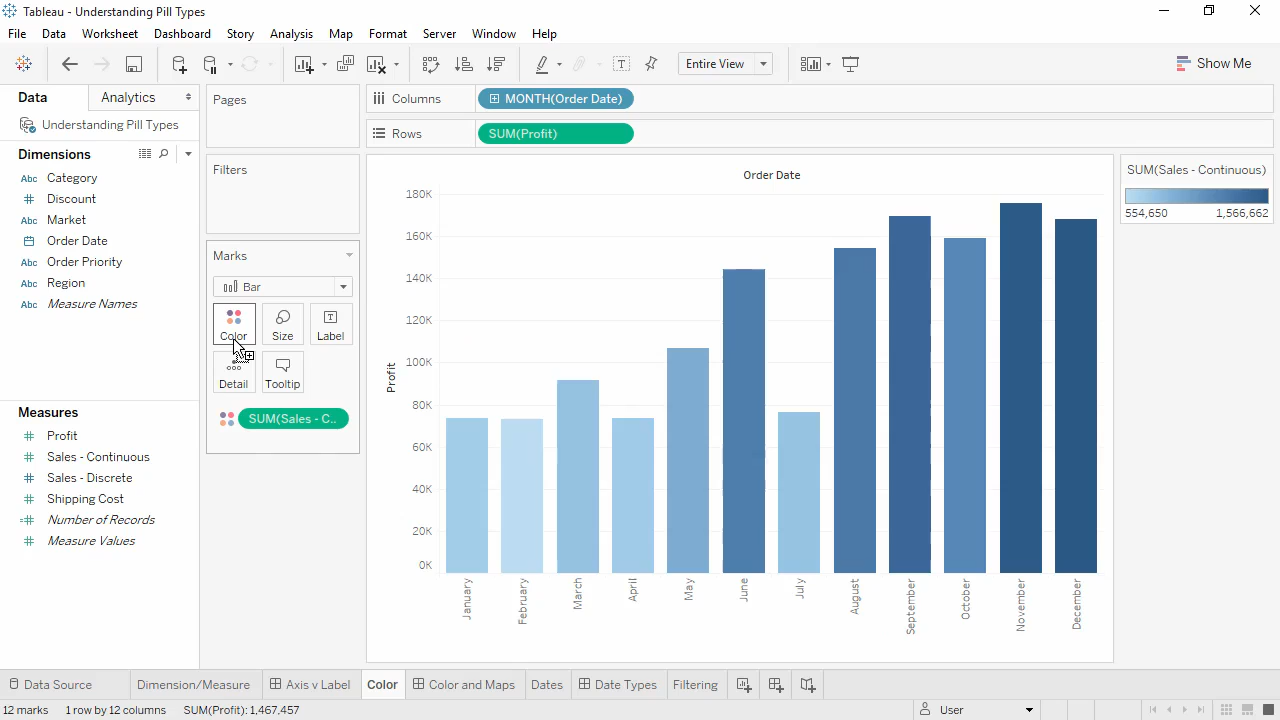 Tableau - Understanding Pill Types
File Data Worksheet Dashboard Story Analysis Map Format Server Window Help
Entire View
Show Me
Data
Analytics
Understanding Pill Types
Dimensions
Abc Category
Discount
Abc Market
Order Date
Abc Order Priority
Abc Region
Abc Measure Names
Measures
Profit
Sales - Continuous
Sales - Discrete
Shipping Cost
Number of Records
Measure Values
Pages
Filters
Marks
Bar
Color
Size
Label
Detail
Tooltip
SUM(Sales - C..
Columns
MONTH(Order Date)
Rows
SUM(Profit)
Order Date
Profit
180K
160K
140K
120K
100K
80K
60K
40K
20K
0K
January
February
March
April
May
June
July
August
September
October
November
December
SUM(Sales - Continuous)
554,650 1,566,662
Data Source
Dimension/Measure
Axis v Label
Color
Color and Maps
Dates
Date Types
Filtering
12 marks 1 row by 12 columns SUM(Profit): 1,467,457
User